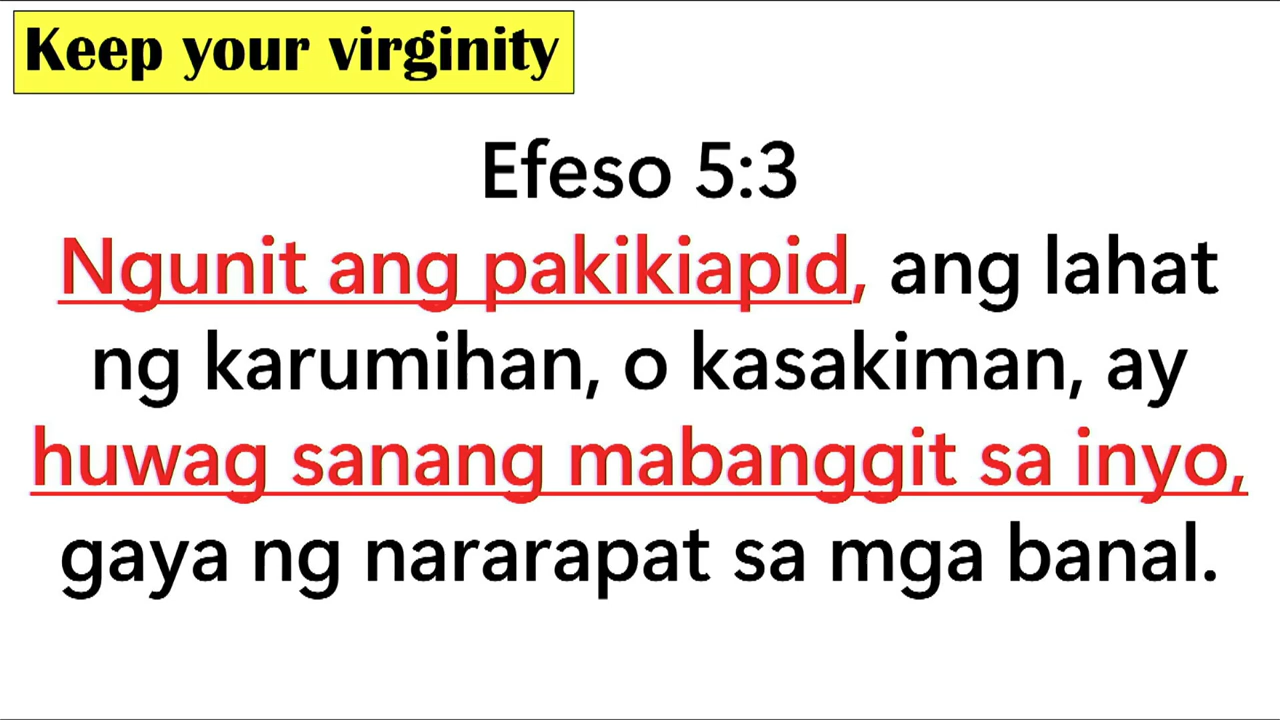 Keep your virginity
Efeso 5:3
Ngunit ang pakikiapid, ang lahat
ng karumihan, o kasakiman, ay
huwag sanang mabanggit sa inyo,
gaya ng nararapat sa mga banal.